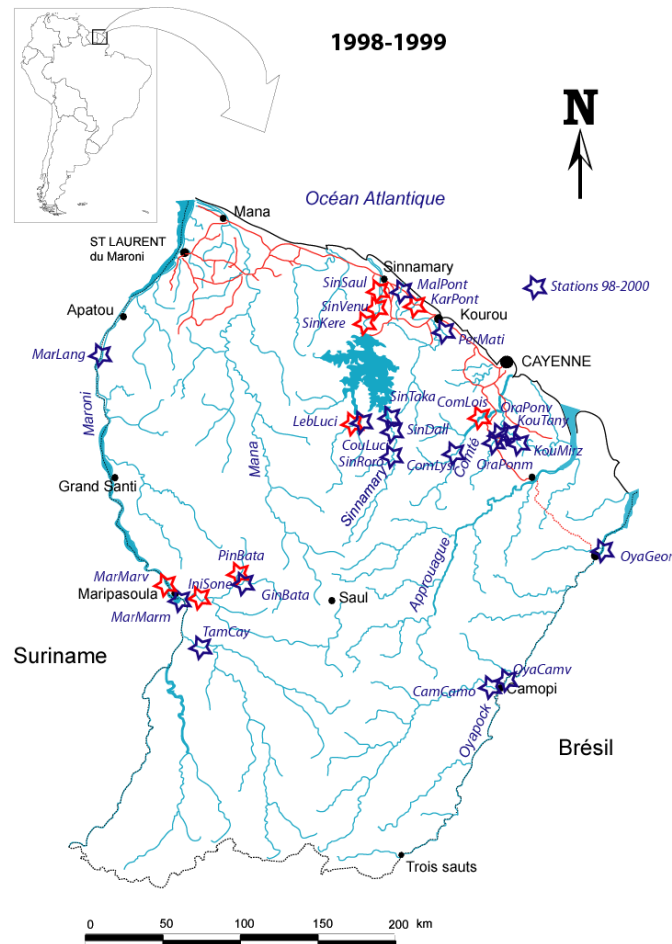 1998-1999
N
Océan Atlantique
Mana
ST LAURENT
du Maroni
Sinnamary
SinSaul
MalPont
KarPont
Stations 98-2000
SinVenu
Apatou
SinKere
Kourou
PerMati
MarLang
CAYENNE
Maroni
SinTaka
ComLois
OraPonv
LebLuci
KouTany
SinDall
CouLuci
KouMirz
SinRoro
ComLysi
Comté
OraPonm
Mana
Sinnamary
Grand Santi
PinBata
OyaGeor
MarMarv
IniSone
Approuague
Maripasoula
GinBata
Saul
MarMarm
TamCay
Suriname
OyaCamv
CamCamo
Camopi
Oyapock
Brésil
Trois sauts
0 50 100 150 200 km